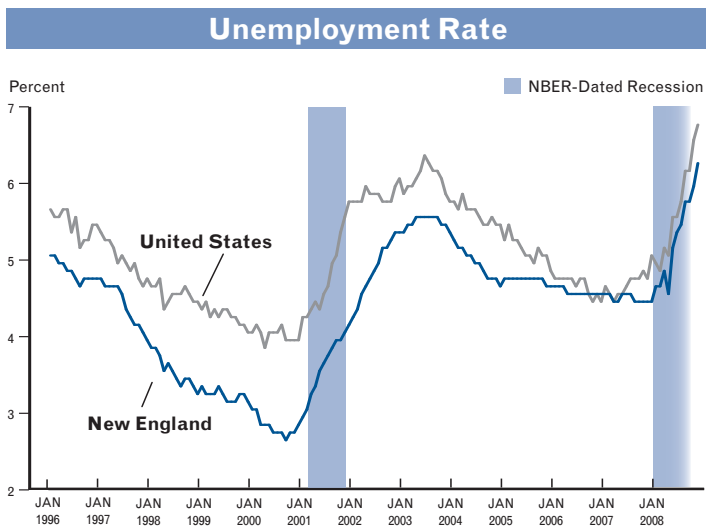 Unemployment Rate
Percent
NBER-Dated Recession
7
6
5
4
3
2
United States
New England
JAN JAN JAN JAN JAN JAN JAN JAN JAN JAN JAN JAN JAN
1996 1997 1998 1999 2000 2001 2002 2003 2004 2005 2006 2007 2008